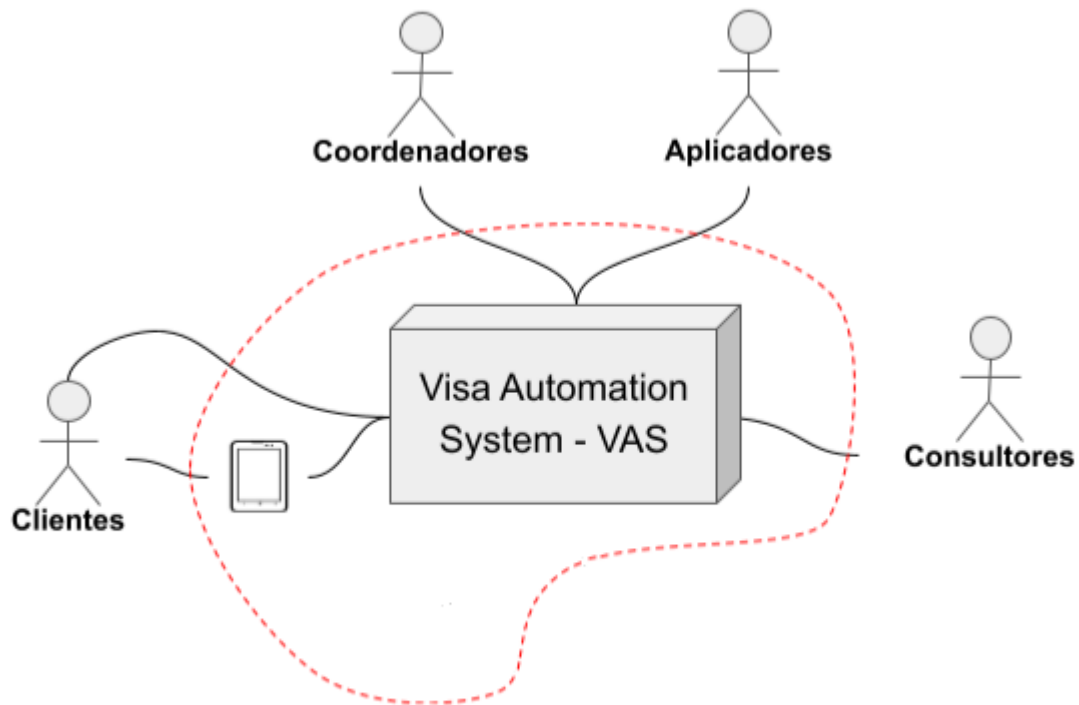 Coordenadores
Aplicadores
Visa Automation
System - VAS
Consultores
Clientes